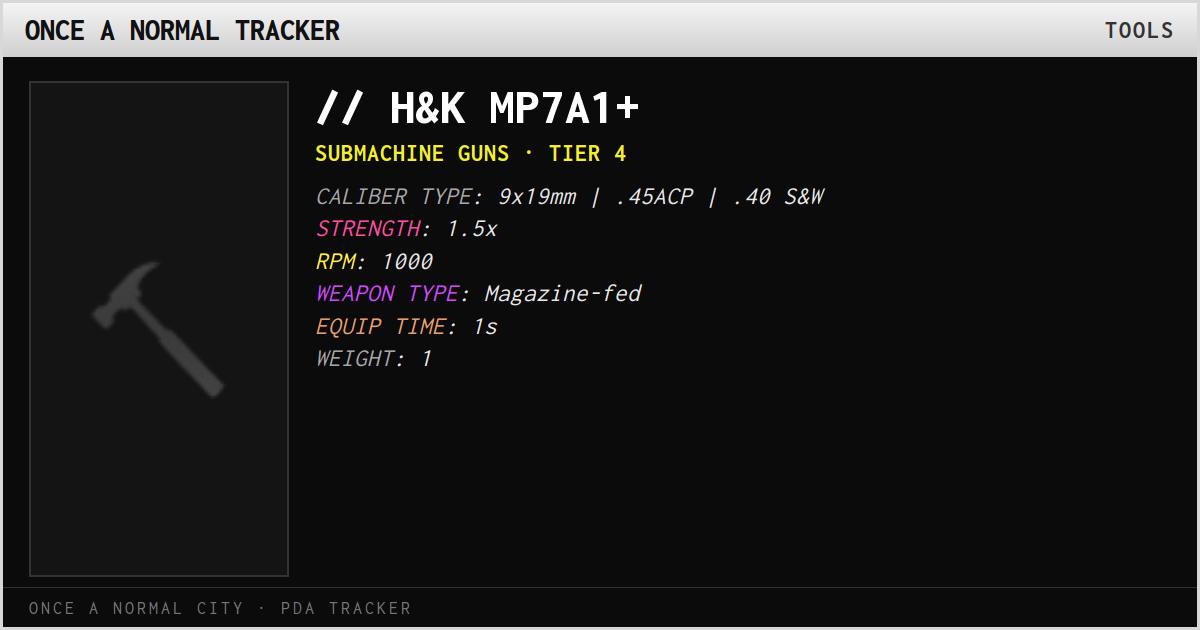 ONCE A NORMAL TRACKER
TOOLS
// H&K MP7A1+
SUBMACHINE GUNS · TIER 4
CALIBER TYPE: 9x19mm | .45ACP | .40 S&W
STRENGTH: 1.5x
RPM: 1000
WEAPON TYPE: Magazine-fed
EQUIP TIME: 1s
WEIGHT: 1
ONCE A NORMAL CITY · PDA TRACKER